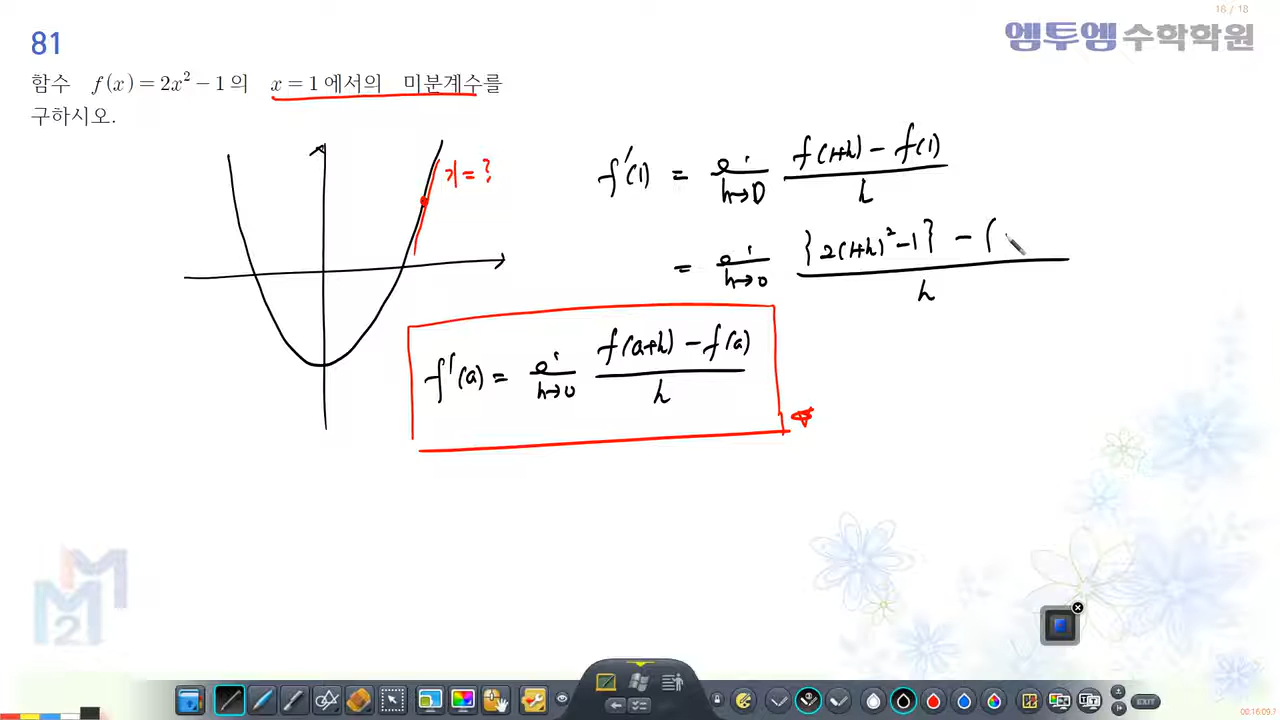 18 / 18
엠투엠수학학원
81
함수 f(x)=2x²−1의 x=1에서의 미분계수를
구하시오.
x=?
f'(1) = lim h→0 f(1+h) − f(1) / h
= lim h→0 {2(1+h)²−1} − ( / h
f'(a) = lim h→0 f(a+h) − f(a) / h
M
M
2
EXIT